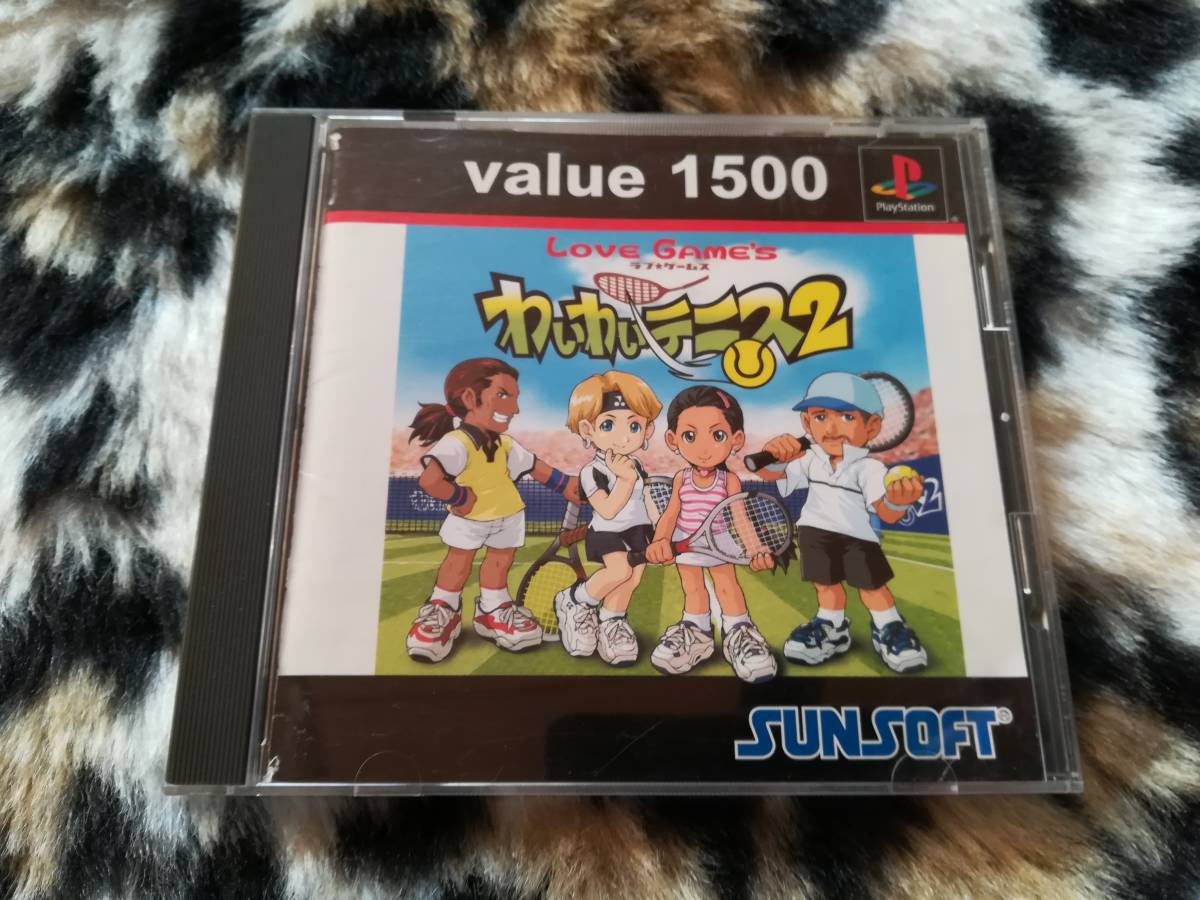 value 1500
PlayStation
LOVE GAME'S
ラブ★ゲームス
わいわいテニス2
SUNSOFT®